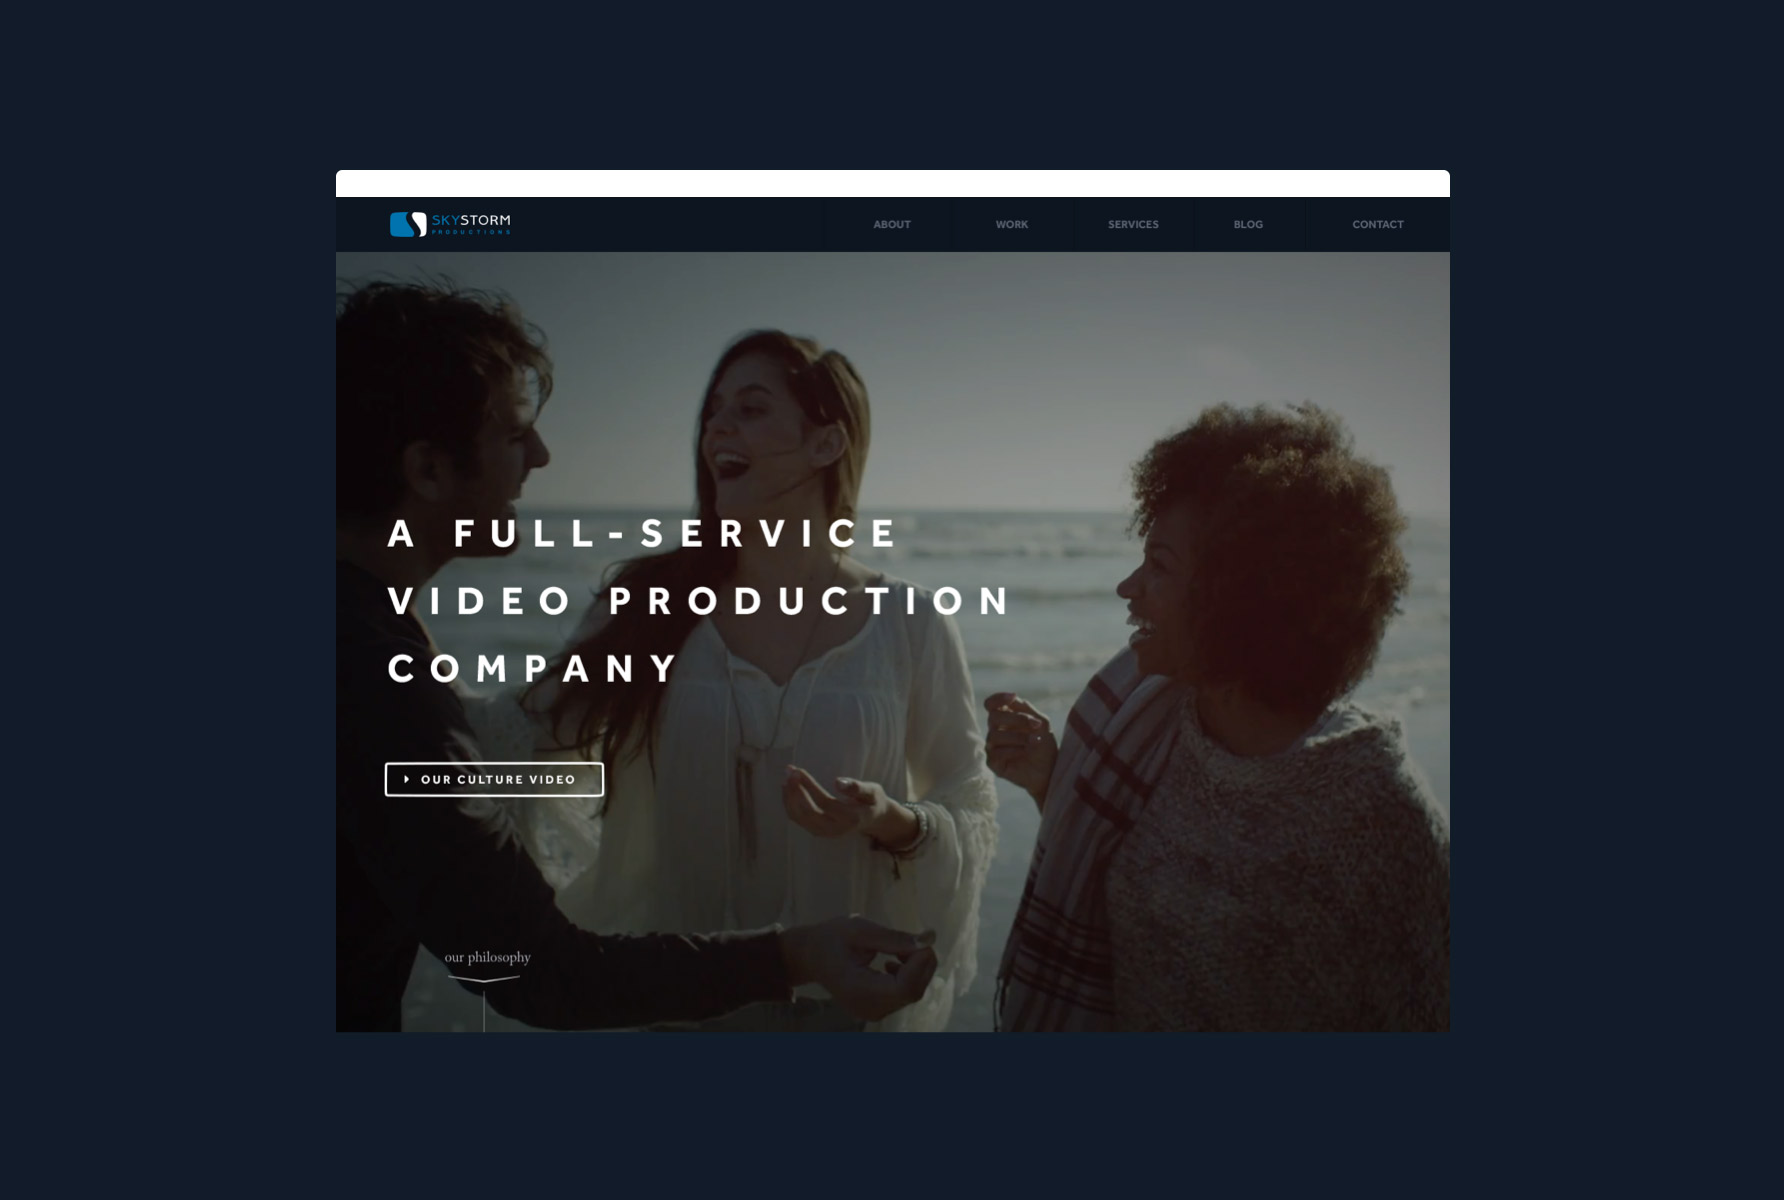 SKYSTORM
PRODUCTIONS
ABOUT
WORK
SERVICES
BLOG
CONTACT
A FULL-SERVICE
VIDEO PRODUCTION
COMPANY
OUR CULTURE VIDEO
our philosophy